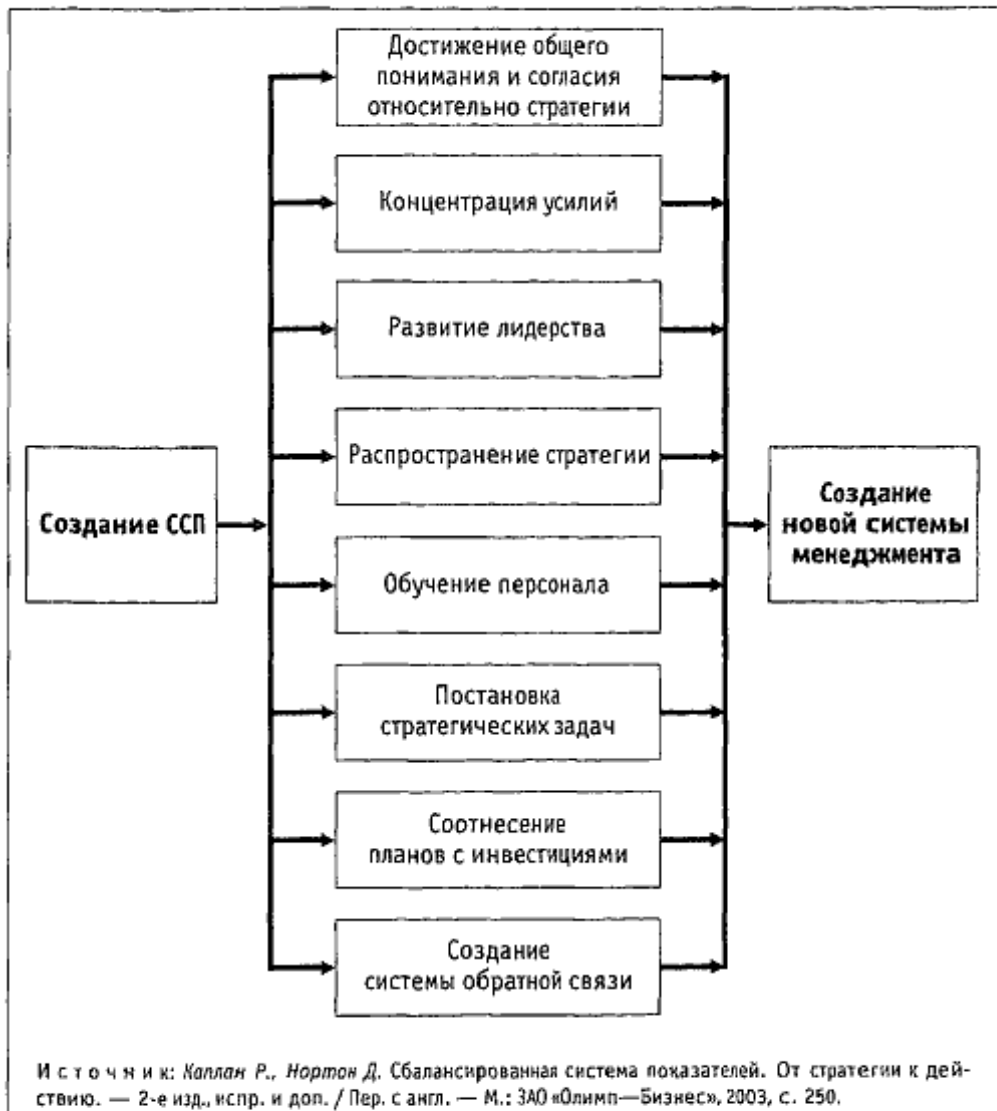 Достижение общего
понимания и согласия
относительно стратегии
Концентрация усилий
Развитие лидерства
Распространение стратегии
Создание ССП
Создание
новой системы
менеджмента
Обучение персонала
Постановка
стратегических задач
Соотнесение
планов с инвестициями
Создание
системы обратной связи
Источник: Каплан Р., Нортон Д. Сбалансированная система показателей. От стратегии к дей-
ствию. — 2-е изд., испр. и доп. / Пер. с англ. — М.: ЗАО «Олимп—Бизнес», 2003, с. 250.